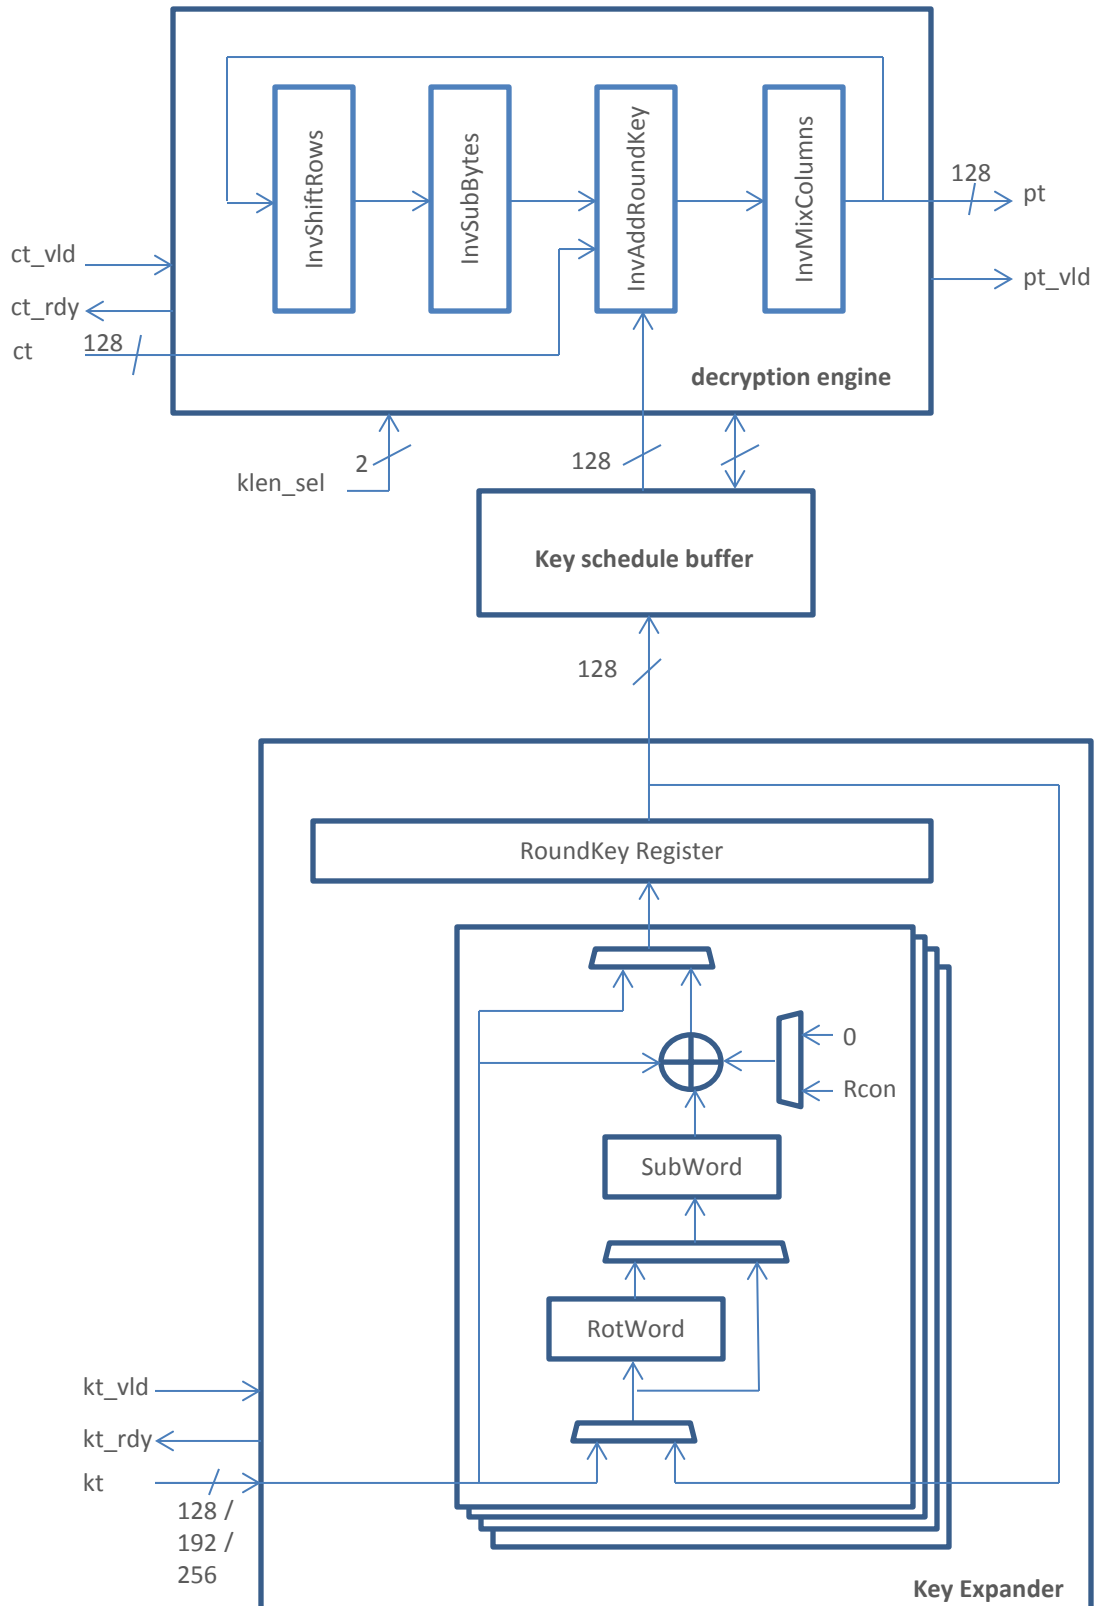 InvShiftRows
InvSubBytes
InvAddRoundKey
InvMixColumns
128
pt
ct_vld
pt_vld
ct_rdy
ct
128
decryption engine
2
klen_sel
128
Key schedule buffer
128
RoundKey Register
0
Rcon
SubWord
RotWord
kt_vld
kt_rdy
kt
128 /
192 /
256
Key Expander